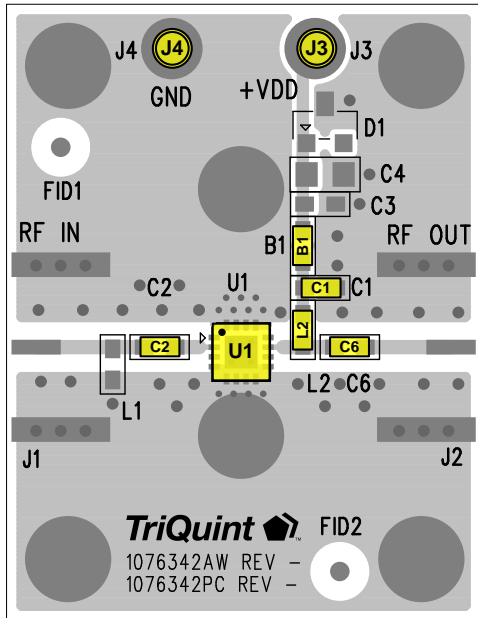 J4 J4 J3 J3
GND +VDD
D1
FID1 C4
C3
RF IN B1 B1 RF OUT
C2 U1 C1 C1
L2
C2 U1 C6
L1 L2 C6
J1 J2
TriQuint
FID2
1076342AW REV -
1076342PC REV -